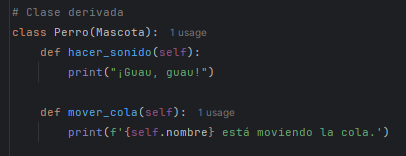 # Clase derivada
class Perro(Mascota):  1 usage
    def hacer_sonido(self):
        print("¡Guau, guau!")

    def mover_cola(self):  1 usage
        print(f'{self.nombre} está moviendo la cola.')